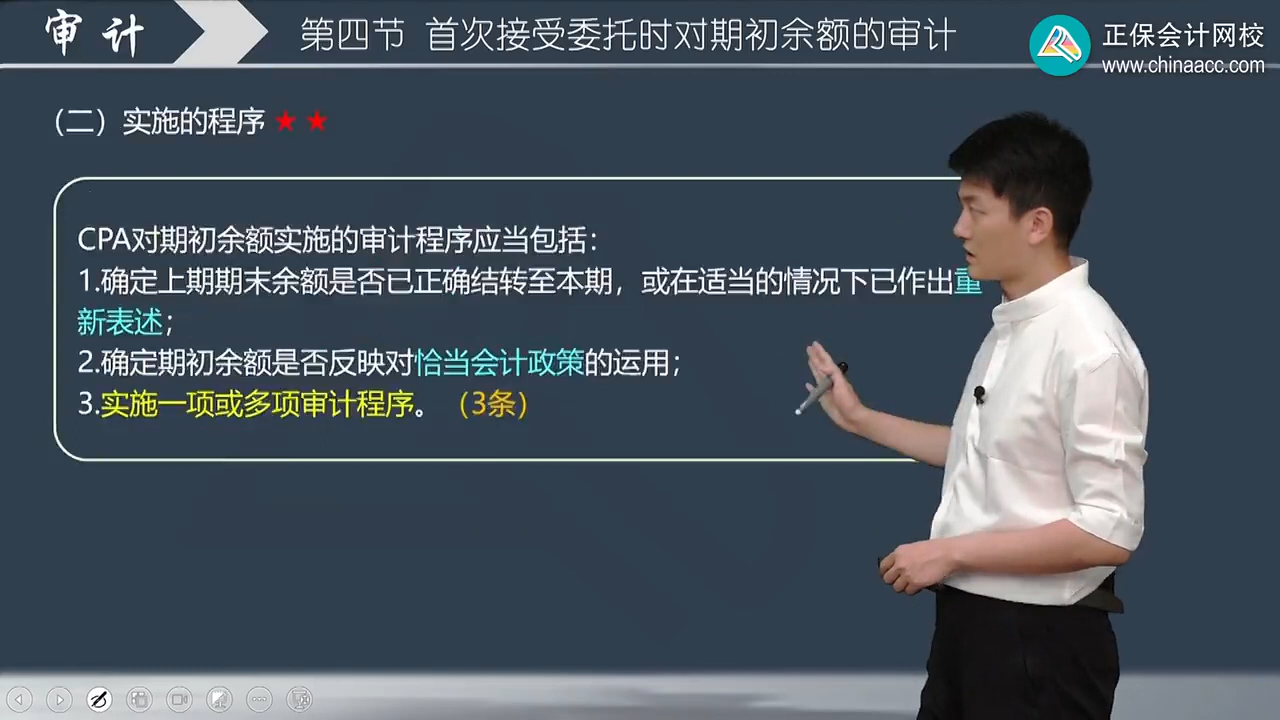 审 计
第四节 首次接受委托时对期初余额的审计
正保会计网校
www.chinaacc.com
（二）实施的程序 ★ ★
CPA对期初余额实施的审计程序应当包括：
1.确定上期期末余额是否已正确结转至本期，或在适当的情况下已作出重
新表述；
2.确定期初余额是否反映对恰当会计政策的运用；
3.实施一项或多项审计程序。（3条）